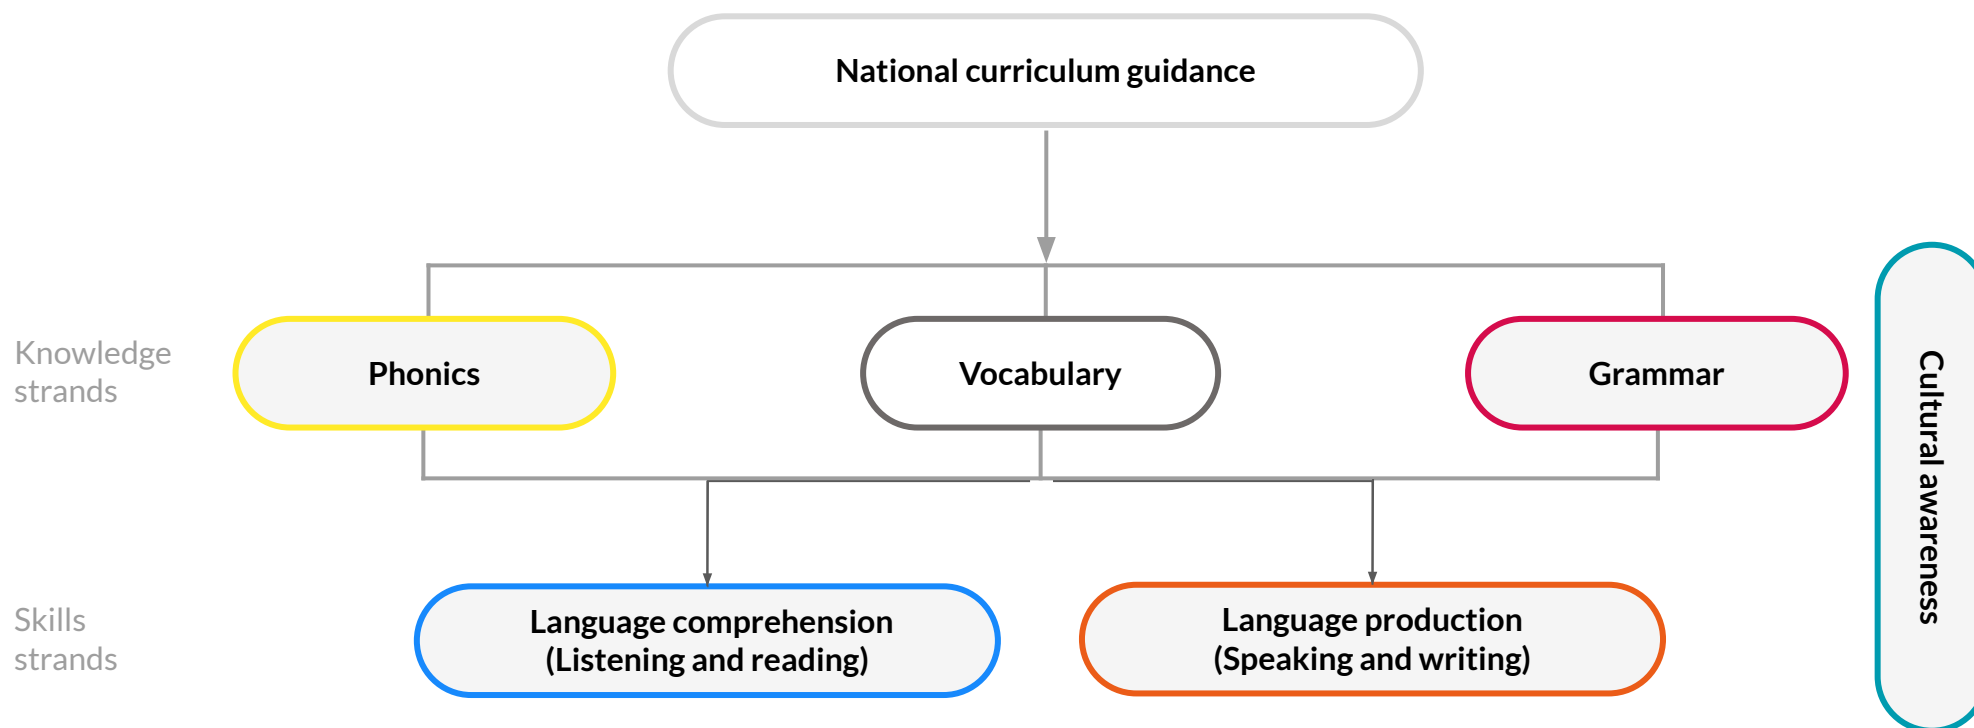 National curriculum guidance
Knowledge
strands
Phonics
Vocabulary
Grammar
Cultural awareness
Skills
strands
Language comprehension
(Listening and reading)
Language production
(Speaking and writing)